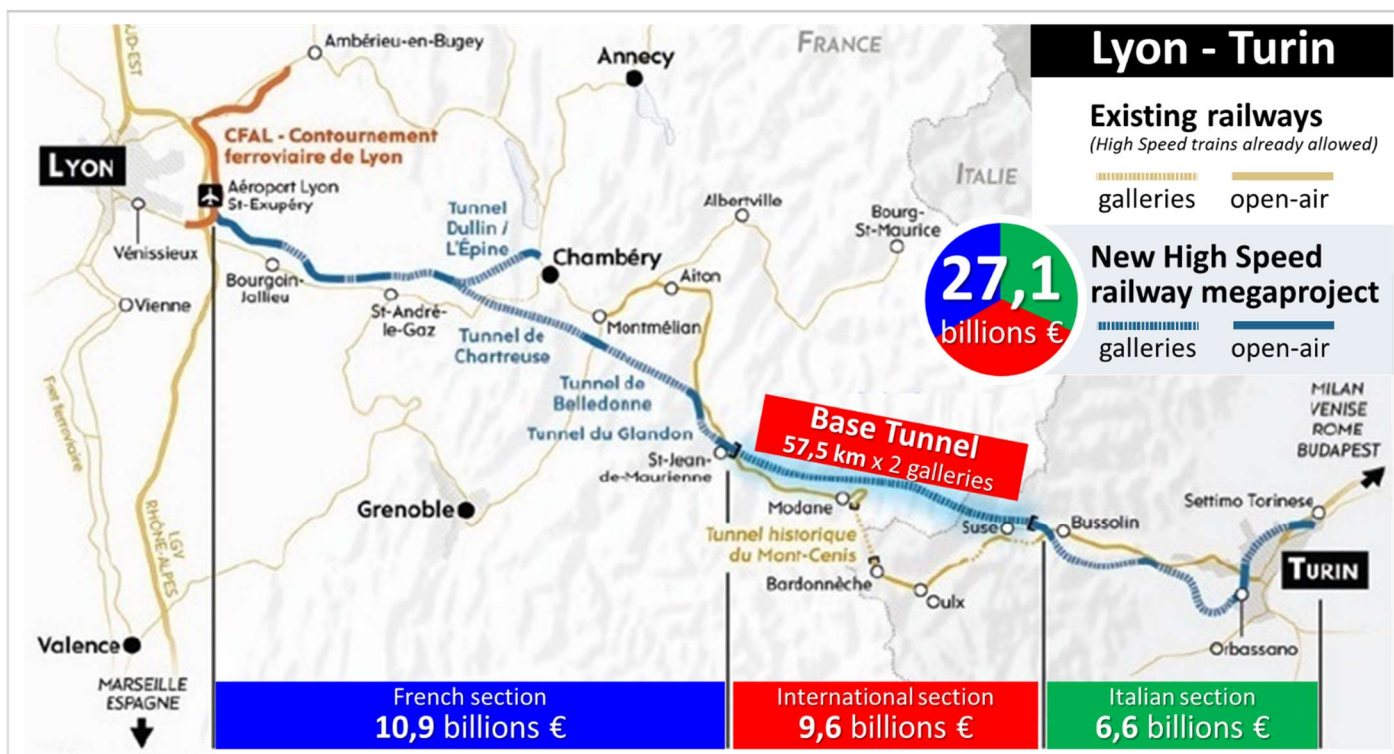 Lyon - Turin
Existing railways
(High Speed trains already allowed)
galleries
open-air
New High Speed
railway megaproject
galleries
open-air
27,1
billions €
FRANCE
ITALIE
UD-EST
Ambérieu-en-Bugey
Annecy
CFAL - Contournement
ferroviaire de Lyon
LYON
Aéroport Lyon
St-Exupéry
Vénissieux
Tunnel
Dullin /
L'Épine
Albertville
Bourg-
St-Maurice
Chambéry
Aiton
Bourgoin-
Jallieu
Vienne
St-André-
le-Gaz
Montmélian
Tunnel de
Chartreuse
Tunnel de
Belledonne
Tunnel du Glandon
St-Jean-
de-Maurienne
Base Tunnel
57,5 km x 2 galleries
MILAN
VENISE
ROME
BUDAPEST
Fret ferroviaire
LGV
RHÔNE-ALPES
Grenoble
Modane
Suse
Bussolin
Settimo Torinese
Tunnel historique
du Mont-Cenis
Bardonnèche
Oulx
TURIN
Orbassano
Valence
MARSEILLE
ESPAGNE
French section
10,9 billions €
International section
9,6 billions €
Italian section
6,6 billions €